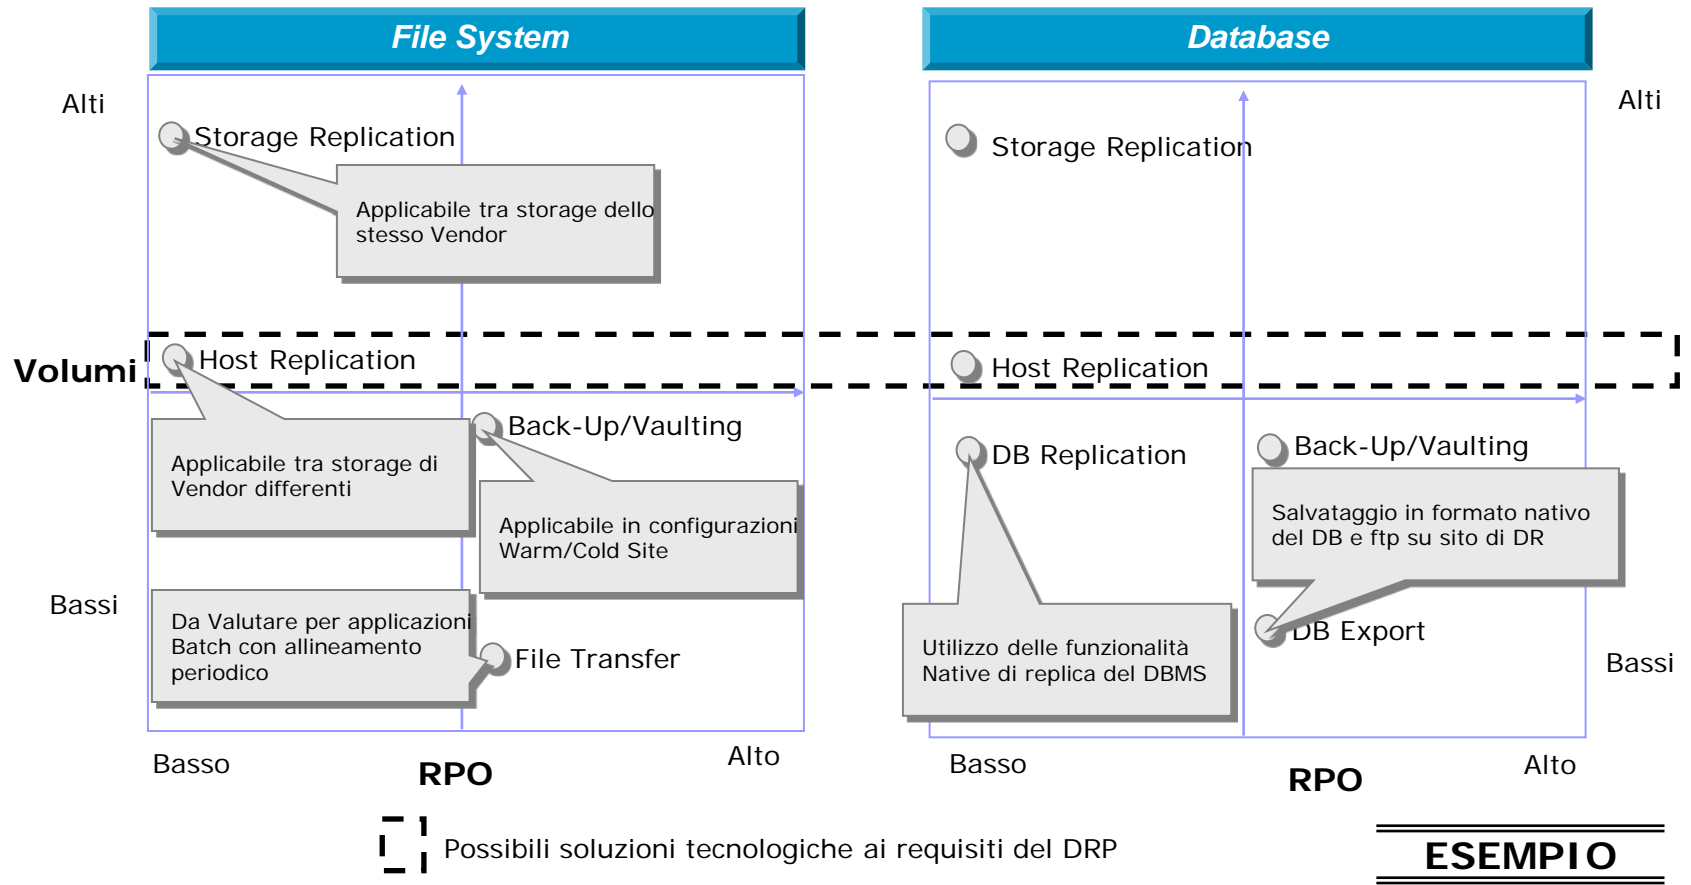 File System
Database
Alti
Alti
Storage Replication
Storage Replication
Applicabile tra storage dello
stesso Vendor
Volumi
Host Replication
Host Replication
Back-Up/Vaulting
DB Replication
Back-Up/Vaulting
Applicabile tra storage di
Vendor differenti
Applicabile in configurazioni
Warm/Cold Site
Salvataggio in formato nativo
del DB e ftp su sito di DR
Bassi
Da Valutare per applicazioni
Batch con allineamento
periodico
File Transfer
Utilizzo delle funzionalità
Native di replica del DBMS
DB Export
Bassi
Basso
RPO
Alto
Basso
RPO
Alto
Possibili soluzioni tecnologiche ai requisiti del DRP
ESEMPIO